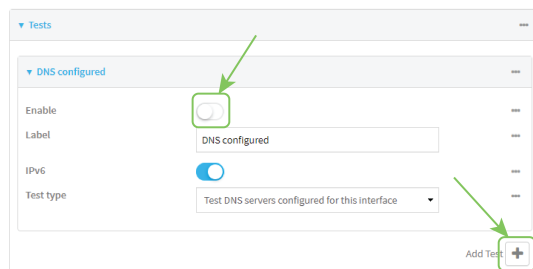 Tests
DNS configured
Enable
Label DNS configured
IPv6
Test type Test DNS servers configured for this interface
Add Test